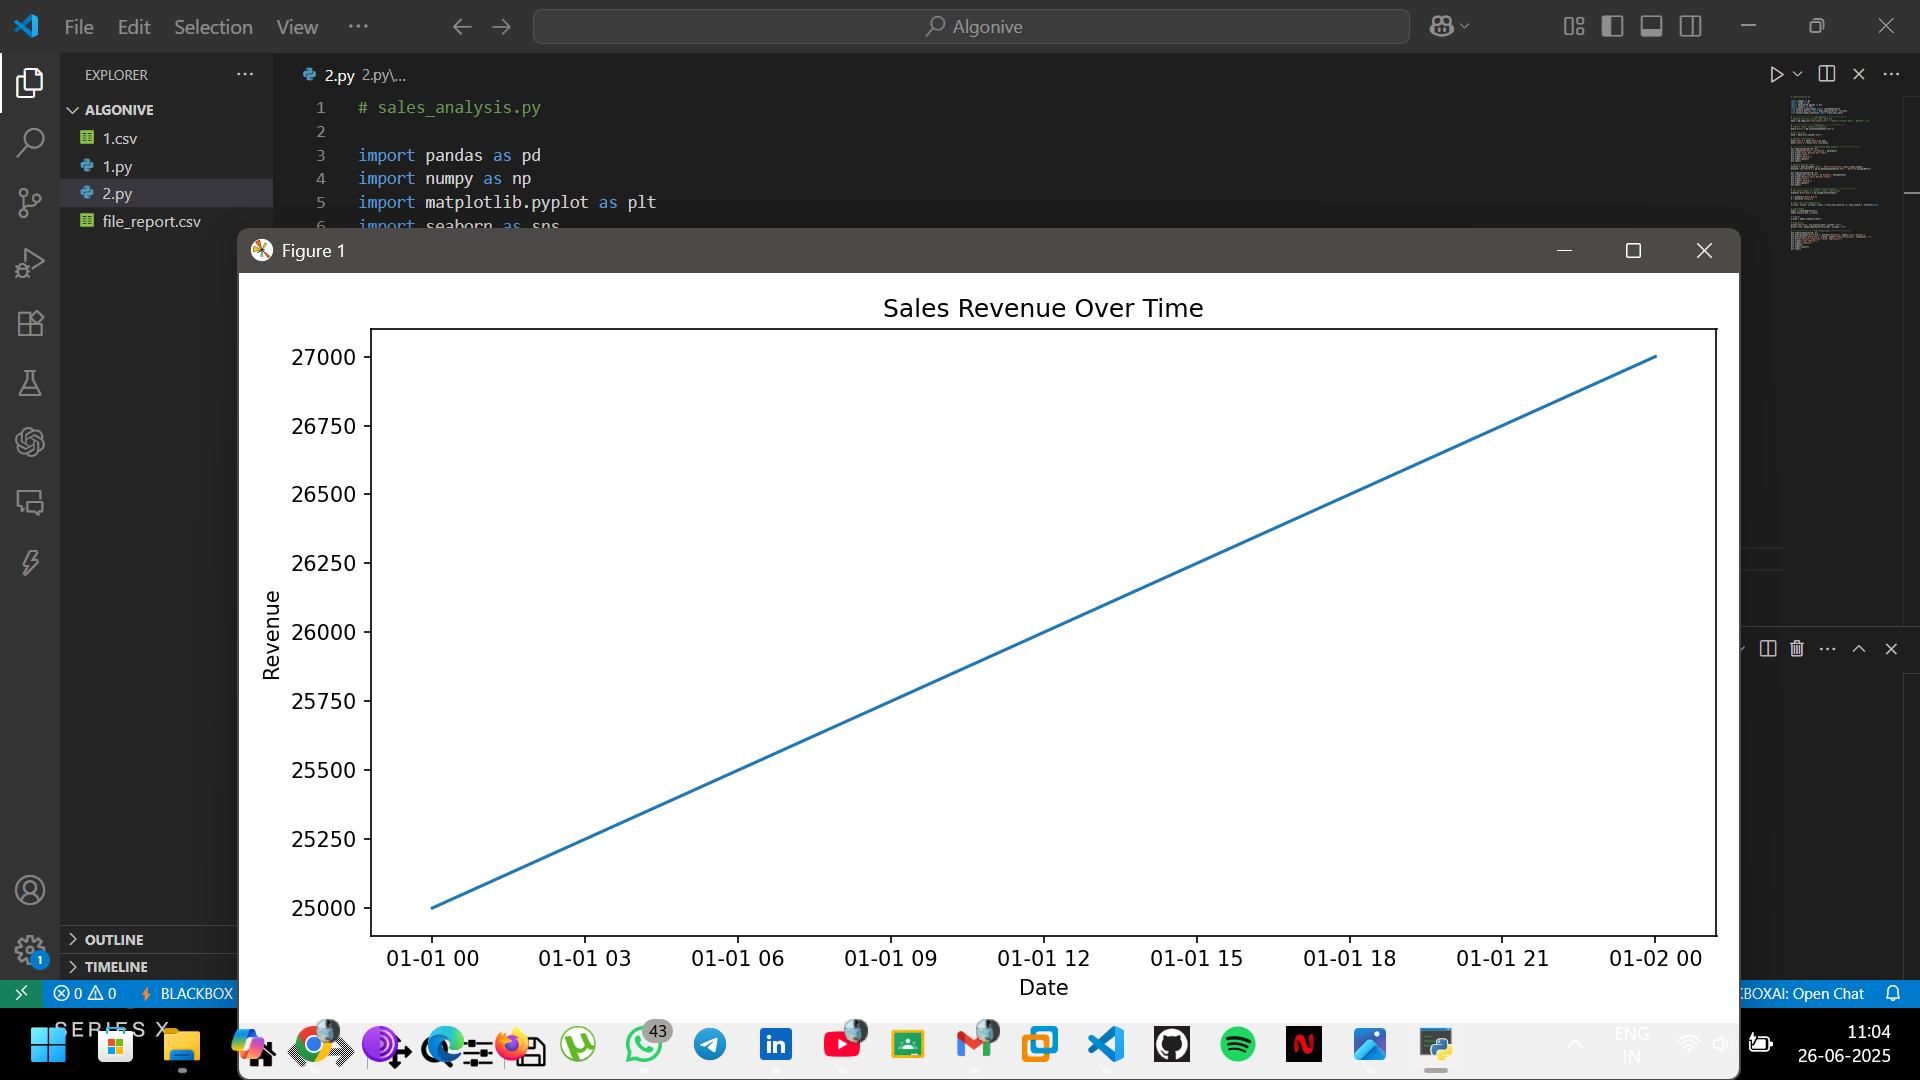 File Edit Selection View ··· Algonive
EXPLORER ···
ALGONIVE
1.csv
1.py
2.py
file_report.csv
2.py 2.py\...
1 # sales_analysis.py
2
3 import pandas as pd
4 import numpy as np
5 import matplotlib.pyplot as plt
6 import seaborn as sns
Figure 1
Sales Revenue Over Time
27000
26750
26500
26250
26000
25750
25500
25250
25000
Revenue
01-01 00 01-01 03 01-01 06 01-01 09 01-01 12 01-01 15 01-01 18 01-01 21 01-02 00
Date
OUTLINE
1
TIMELINE
0 0 BLACKBOX
KBOXAI: Open Chat
SERIES X
43
in
ENG
IN
11:04
26-06-2025